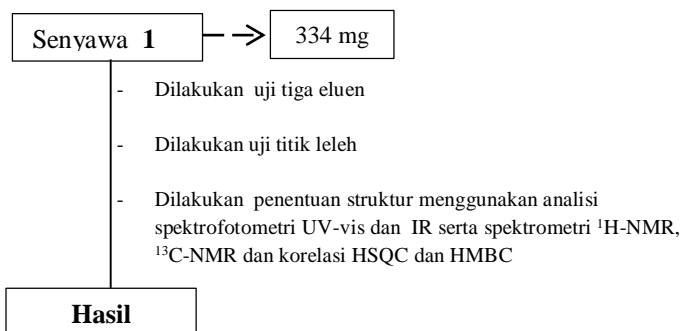 Senyawa 1
334 mg
- Dilakukan uji tiga eluen
- Dilakukan uji titik leleh
- Dilakukan penentuan struktur menggunakan analisi
spektrofotometri UV-vis dan IR serta spektrometri ¹H-NMR,
¹³C-NMR dan korelasi HSQC dan HMBC
Hasil